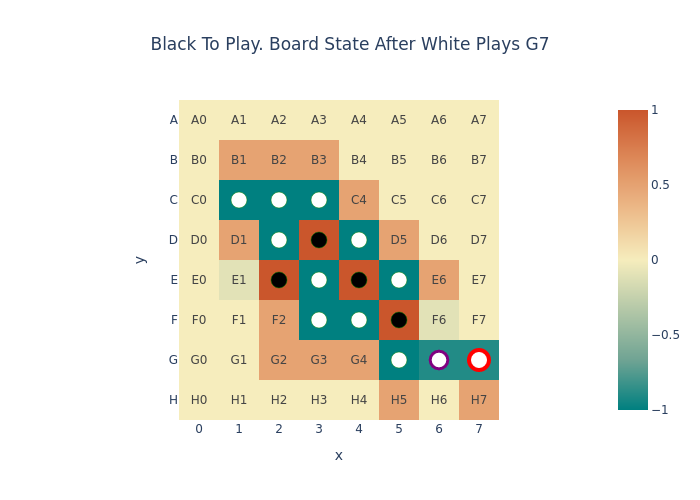 Black To Play. Board State After White Plays G7
A A0 A1 A2 A3 A4 A5 A6 A7
B B0 B1 B2 B3 B4 B5 B6 B7
C C0 C4 C5 C6 C7
D D0 D1 D5 D6 D7
E E0 E1 E6 E7
F F0 F1 F2 F6 F7
G G0 G1 G2 G3 G4
H H0 H1 H2 H3 H4 H5 H6 H7
0 1 2 3 4 5 6 7
x
y
1
0.5
0
−0.5
−1